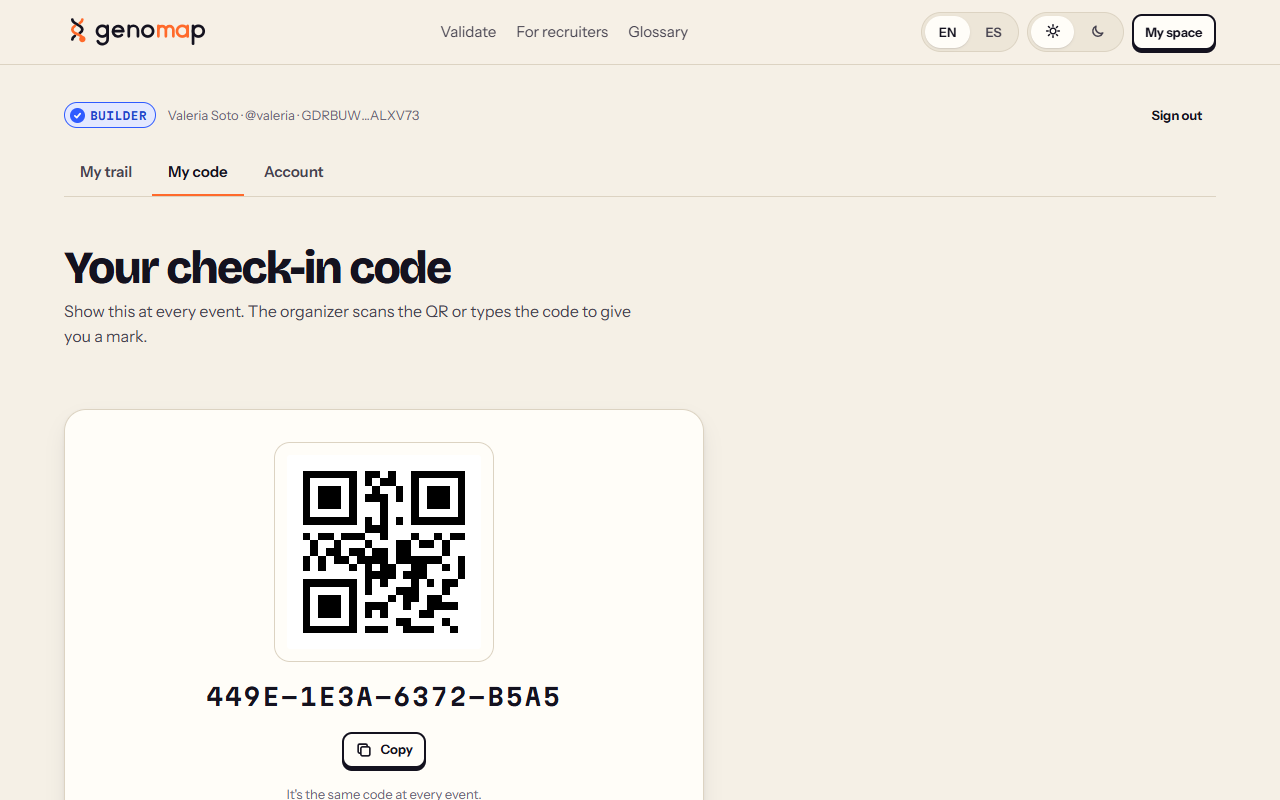 genomap
Validate
For recruiters
Glossary
EN
ES
My space
BUILDER
Valeria Soto · @valeria · GDRBUW…ALXV73
Sign out
My trail
My code
Account
Your check-in code
Show this at every event. The organizer scans the QR or types the code to give
you a mark.
449E–1E3A–6372–B5A5
Copy
It's the same code at every event.